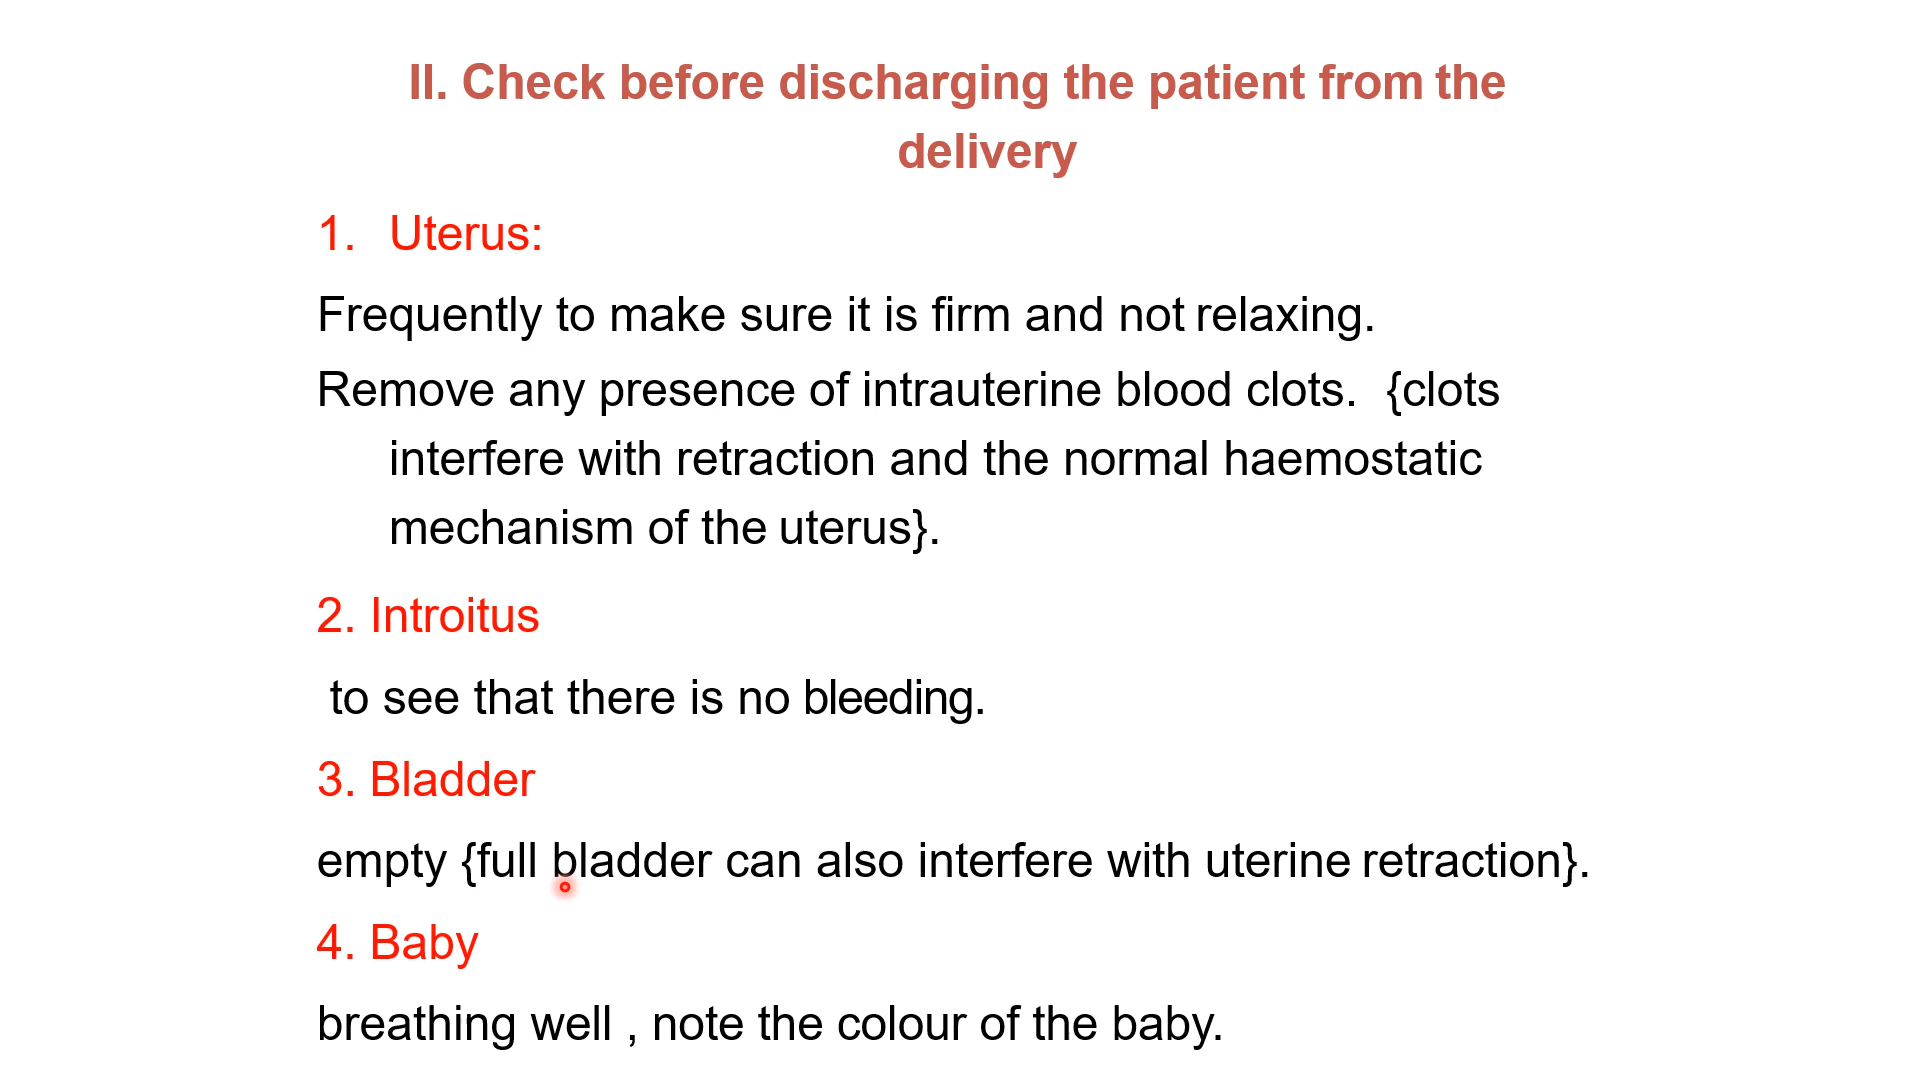 II. Check before discharging the patient from the
delivery
1. Uterus:
Frequently to make sure it is firm and not relaxing.
Remove any presence of intrauterine blood clots. {clots
interfere with retraction and the normal haemostatic
mechanism of the uterus}.
2. Introitus
to see that there is no bleeding.
3. Bladder
empty {full bladder can also interfere with uterine retraction}.
4. Baby
breathing well , note the colour of the baby.